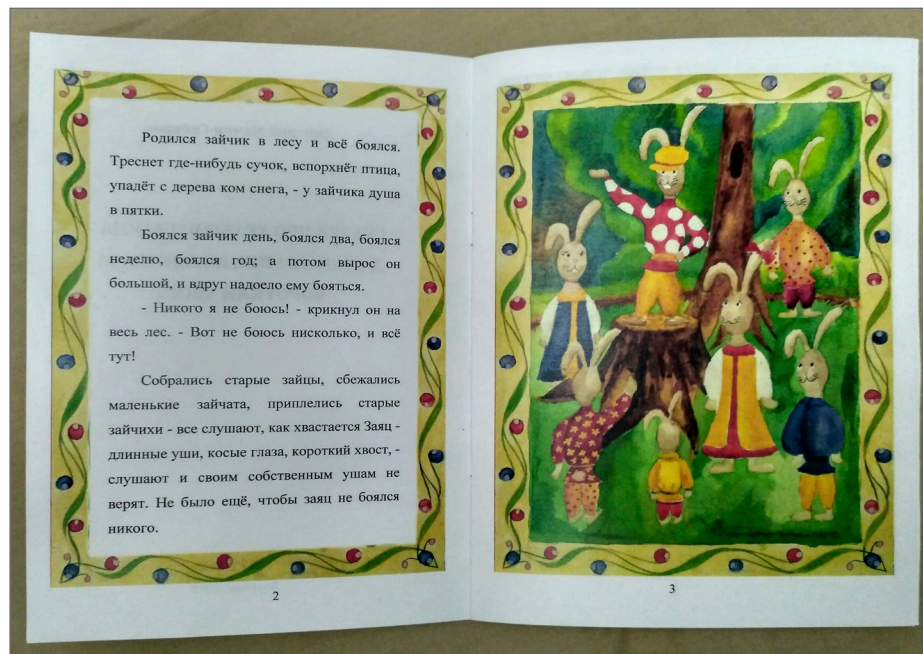 Родился зайчик в лесу и всё боялся.
Треснет где-нибудь сучок, вспорхнёт птица,
упадёт с дерева ком снега, - у зайчика душа
в пятки.
Боялся зайчик день, боялся два, боялся
неделю, боялся год; а потом вырос он
большой, и вдруг надоело ему бояться.
- Никого я не боюсь! - крикнул он на
весь лес. - Вот не боюсь нисколько, и всё
тут!
Собрались старые зайцы, сбежались
маленькие зайчата, приплелись старые
зайчихи - все слушают, как хвастается Заяц -
длинные уши, косые глаза, короткий хвост, -
слушают и своим собственным ушам не
верят. Не было ещё, чтобы заяц не боялся
никого.
2
3